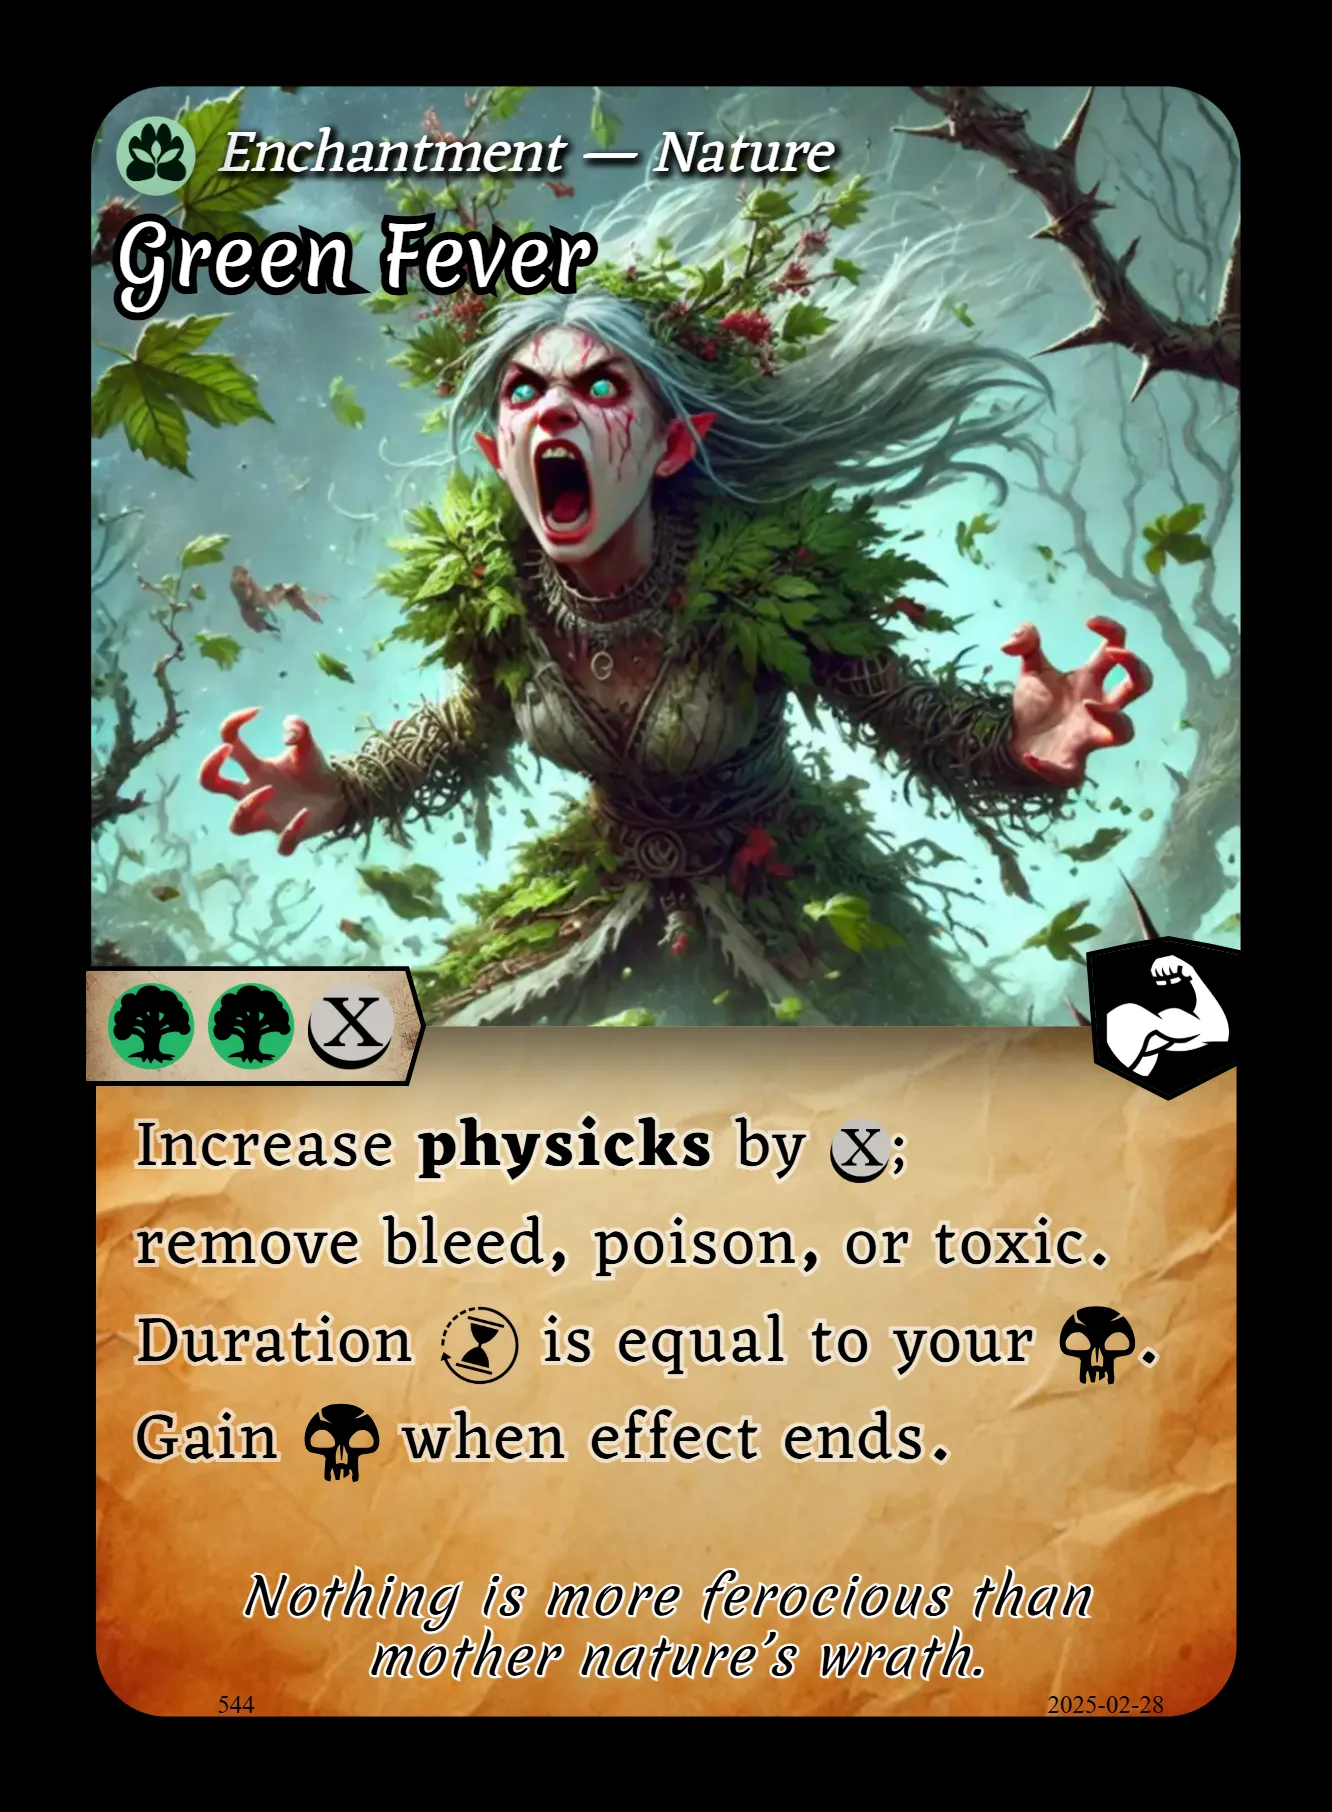 Enchantment — Nature
Green Fever
X
Increase physicks by X;
remove bleed, poison, or toxic.
Duration is equal to your .
Gain when effect ends.
Nothing is more ferocious than
mother nature's wrath.
544
2025-02-28